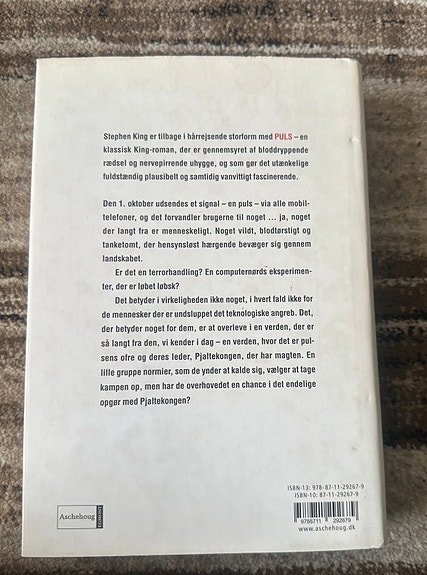 Stephen King er tilbage i hårrejsende storform med PULS – en
klassisk King-roman, der er gennemsyret af bloddryppende
rædsel og nervepirrende uhygge, og som gør det utænkelige
fuldstændig plausibelt og samtidig vanvittigt fascinerende.
Den 1. oktober udsendes et signal – en puls – via alle mobil-
telefoner, og det forvandler brugerne til noget ... ja, noget
der langt fra er menneskeligt. Noget vildt, blodtørstigt og
tanketomt, der hensynsløst hærgende bevæger sig gennem
landskabet.
Er det en terrorhandling? En computernørds eksperimen-
ter, der er løbet løbsk?
Det betyder i virkeligheden ikke noget, i hvert fald ikke for
de mennesker der er undsluppet det teknologiske angreb. Det,
der betyder noget for dem, er at overleve i en verden, der er
så langt fra den, vi kender i dag – en verden, hvor det er pul-
sens ofre og deres leder, Pjaltekongen, der har magten. En
lille gruppe normier, som de ynder at kalde sig, vælger at tage
kampen op, men har de overhovedet en chance i det endelige
opgør med Pjaltekongen?
ISBN-13: 978-87-11-29267-9
ISBN-10: 87-11-29267-9
9788711 292679
www.aschehoug.dk
Aschehoug
EGMONT